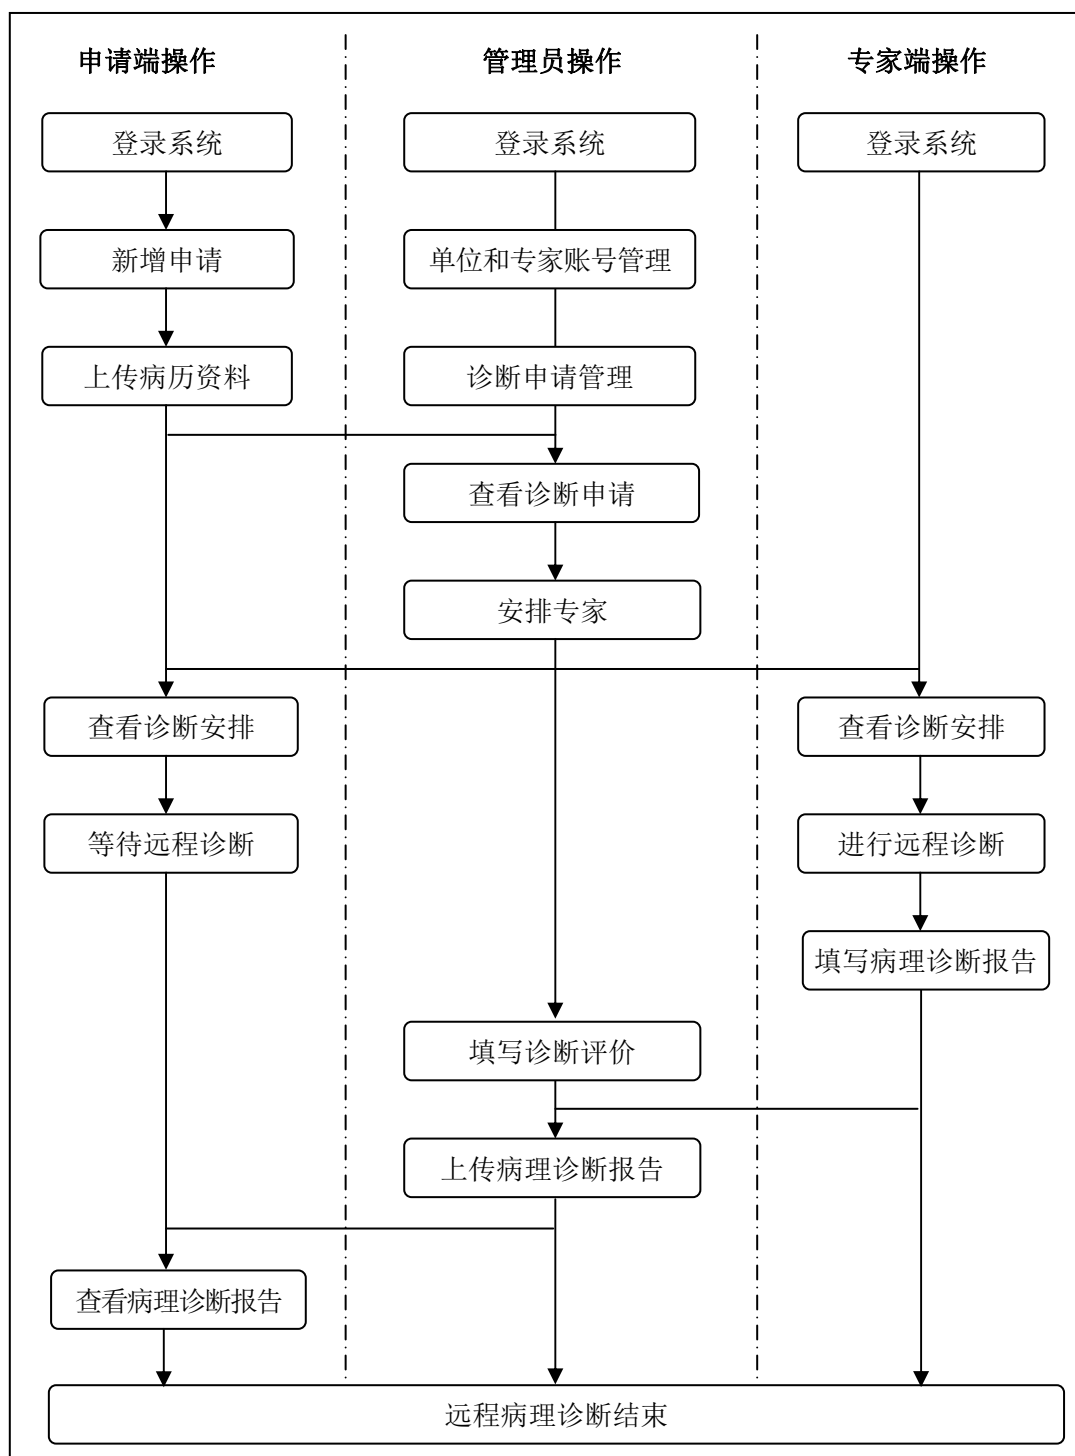 申请端操作
管理员操作
专家端操作
登录系统
登录系统
登录系统
新增申请
单位和专家账号管理
上传病历资料
诊断申请管理
查看诊断申请
安排专家
查看诊断安排
查看诊断安排
等待远程诊断
进行远程诊断
填写病理诊断报告
填写诊断评价
上传病理诊断报告
查看病理诊断报告
远程病理诊断结束